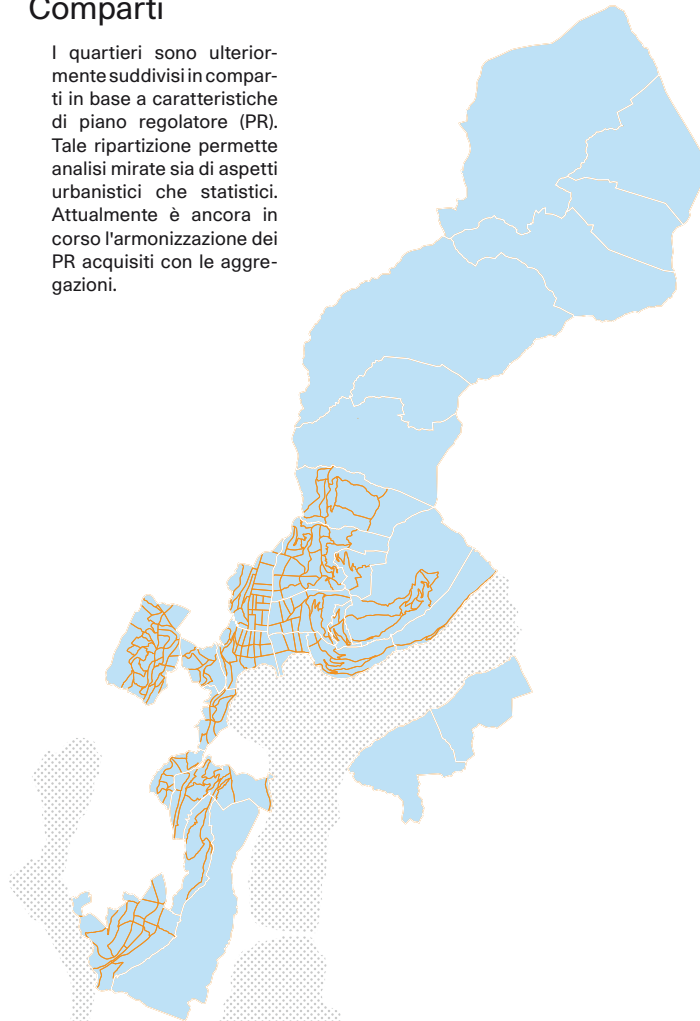 Comparti
I quartieri sono ulterior-
mente suddivisi in compar-
ti in base a caratteristiche
di piano regolatore (PR).
Tale ripartizione permette
analisi mirate sia di aspetti
urbanistici che statistici.
Attualmente è ancora in
corso l'armonizzazione dei
PR acquisiti con le aggre-
gazioni.